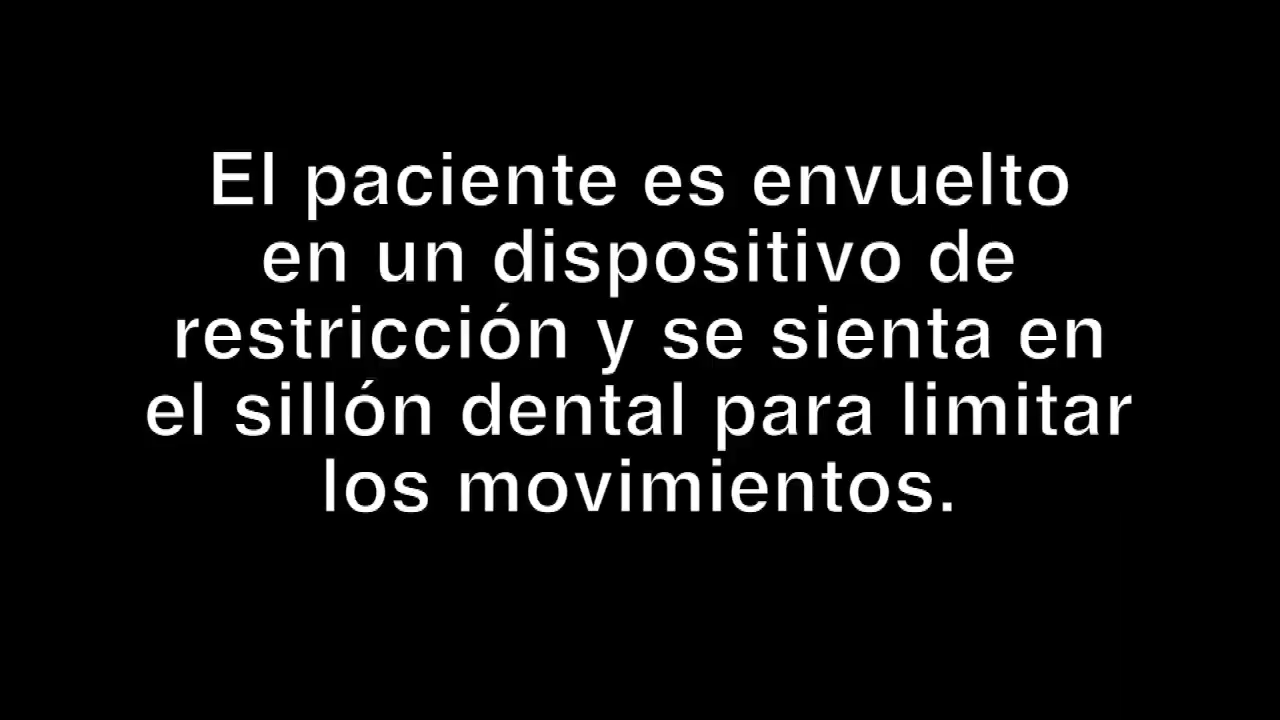 El paciente es envuelto
en un dispositivo de
restricción y se sienta en
el sillón dental para limitar
los movimientos.